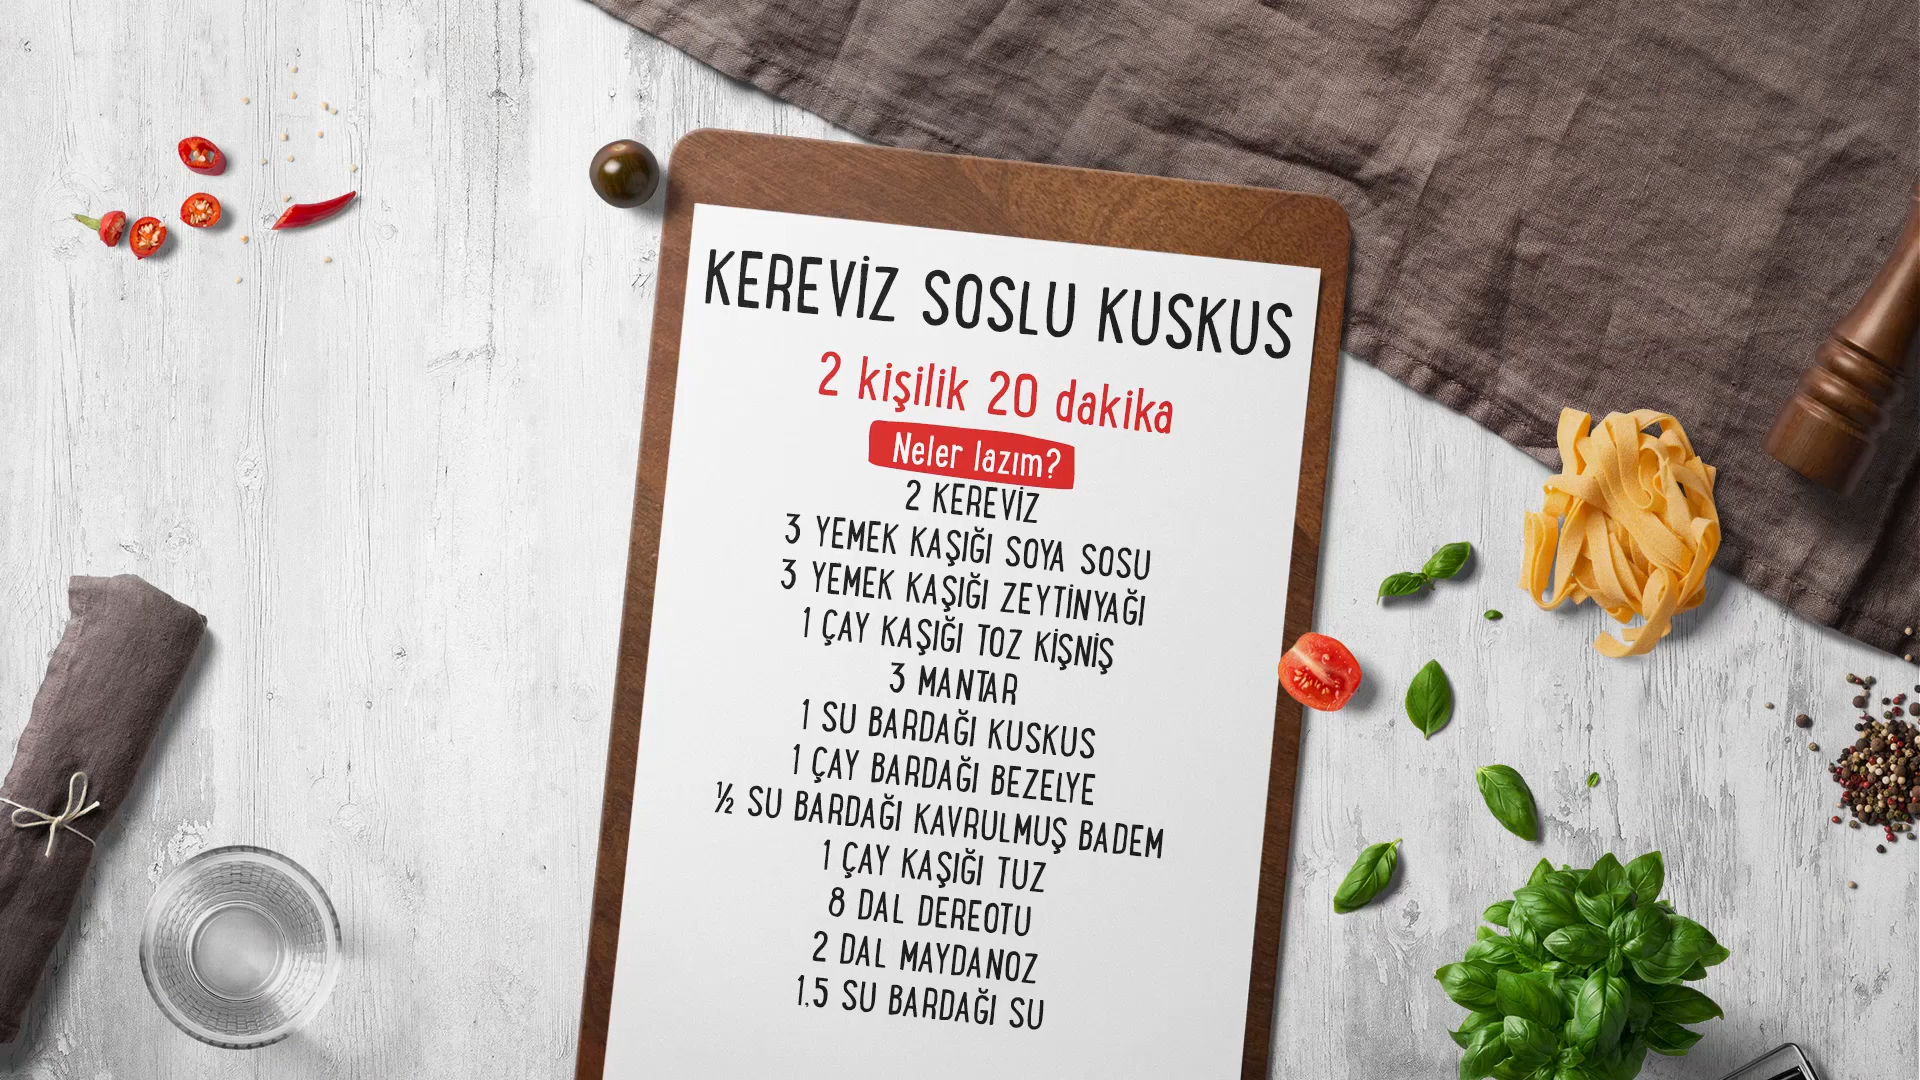 KEREVİZ SOSLU KUSKUS
2 kişilik 20 dakika
Neler lazım?
2 KEREVİZ
3 YEMEK KAŞIĞI SOYA SOSU
3 YEMEK KAŞIĞI ZEYTİNYAĞI
1 ÇAY KAŞIĞI TOZ KİŞNİŞ
3 MANTAR
1 SU BARDAĞI KUSKUS
1 ÇAY BARDAĞI BEZELYE
½ SU BARDAĞI KAVRULMUŞ BADEM
1 ÇAY KAŞIĞI TUZ
8 DAL DEREOTU
2 DAL MAYDANOZ
1.5 SU BARDAĞI SU